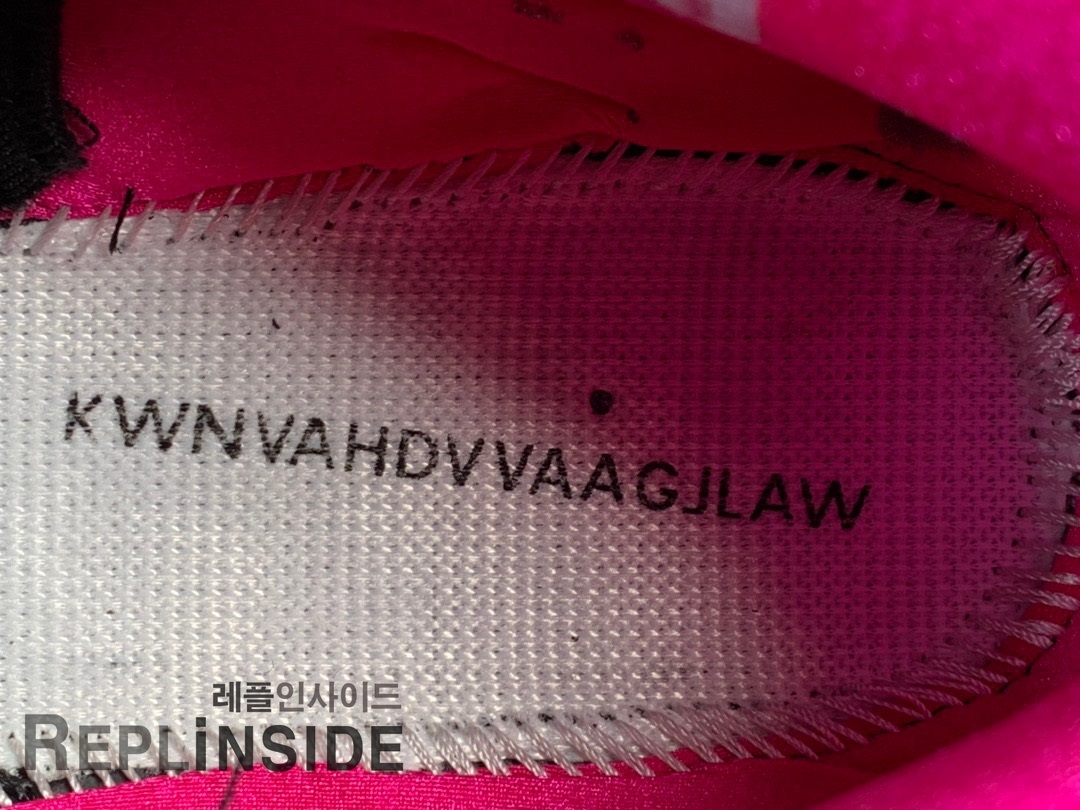 KWNVAHDVVAAGJLAW
레플인사이드
REPLiNSIDE